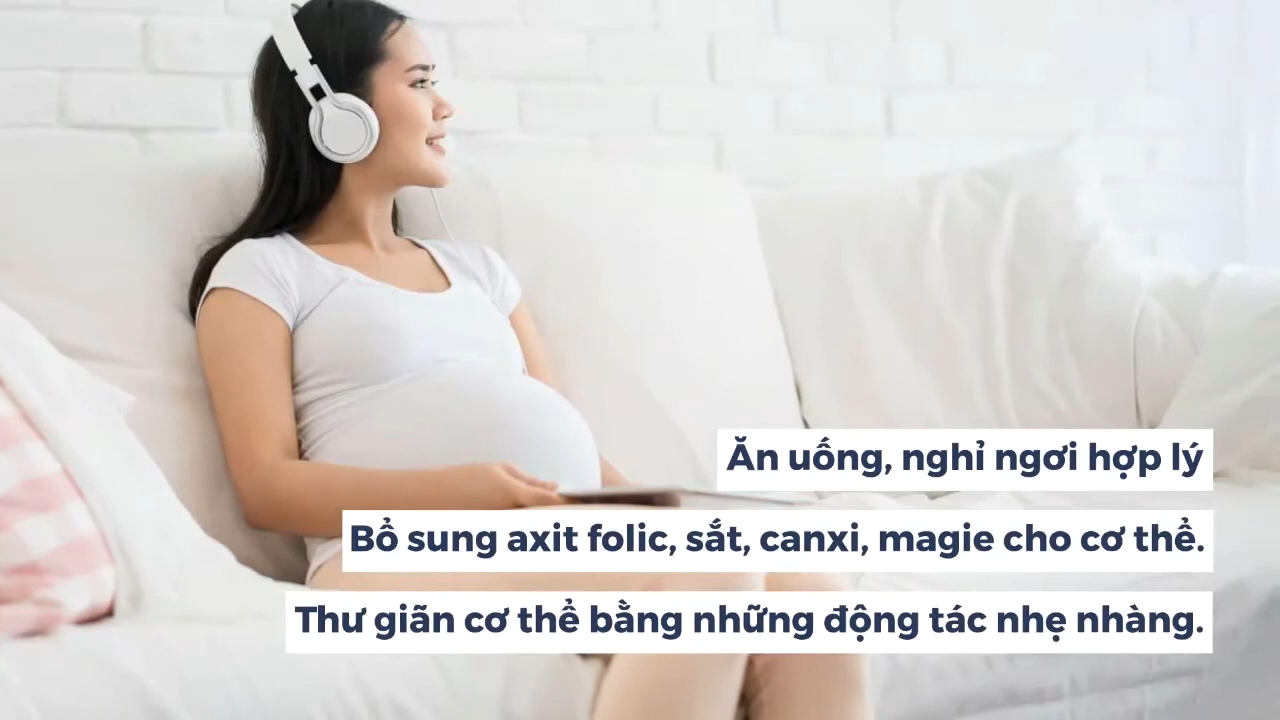 Ăn uống, nghỉ ngơi hợp lý
Bổ sung axit folic, sắt, canxi, magie cho cơ thể.
Thư giãn cơ thể bằng những động tác nhẹ nhàng.